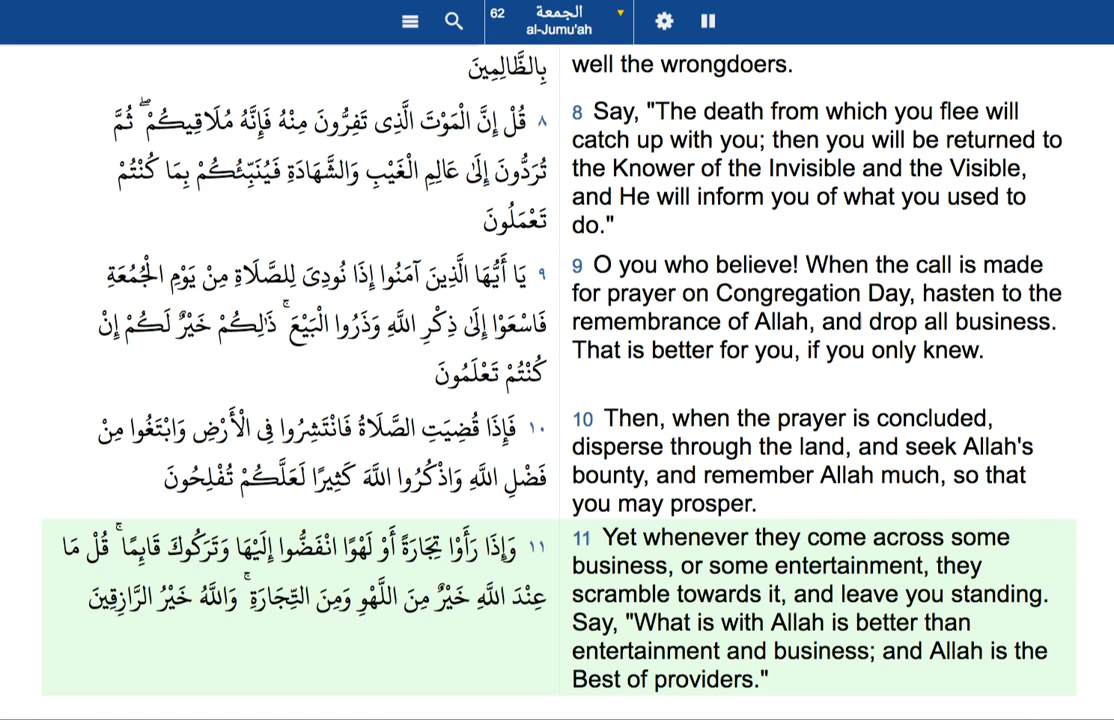 62
الجمعة
al-Jumu'ah
بِالظَّالِمِينَ
٨ قُلْ إِنَّ الْمَوْتَ الَّذِى تَفِرُّونَ مِنْهُ فَإِنَّهُ مُلَاقِيكُمْ ۖ ثُمَّ
تُرَدُّونَ إِلَىٰ عَالِمِ الْغَيْبِ وَالشَّهَادَةِ فَيُنَبِّئُكُمْ بِمَا كُنْتُمْ
تَعْمَلُونَ
٩ يَا أَيُّهَا الَّذِينَ آمَنُوا إِذَا نُودِىَ لِلصَّلَاةِ مِنْ يَوْمِ الْجُمُعَةِ
فَاسْعَوْا إِلَىٰ ذِكْرِ اللَّهِ وَذَرُوا الْبَيْعَ ۚ ذَٰلِكُمْ خَيْرٌ لَكُمْ إِنْ
كُنْتُمْ تَعْلَمُونَ
١٠ فَإِذَا قُضِيَتِ الصَّلَاةُ فَانْتَشِرُوا فِى الْأَرْضِ وَابْتَغُوا مِنْ
فَضْلِ اللَّهِ وَاذْكُرُوا اللَّهَ كَثِيرًا لَعَلَّكُمْ تُفْلِحُونَ
١١ وَإِذَا رَأَوْا تِجَارَةً أَوْ لَهْوًا انْفَضُّوا إِلَيْهَا وَتَرَكُوكَ قَائِمًا ۚ قُلْ مَا
عِنْدَ اللَّهِ خَيْرٌ مِنَ اللَّهْوِ وَمِنَ التِّجَارَةِ ۚ وَاللَّهُ خَيْرُ الرَّازِقِينَ
well the wrongdoers.
8 Say, "The death from which you flee will
catch up with you; then you will be returned to
the Knower of the Invisible and the Visible,
and He will inform you of what you used to
do."
9 O you who believe! When the call is made
for prayer on Congregation Day, hasten to the
remembrance of Allah, and drop all business.
That is better for you, if you only knew.
10 Then, when the prayer is concluded,
disperse through the land, and seek Allah's
bounty, and remember Allah much, so that
you may prosper.
11 Yet whenever they come across some
business, or some entertainment, they
scramble towards it, and leave you standing.
Say, "What is with Allah is better than
entertainment and business; and Allah is the
Best of providers."